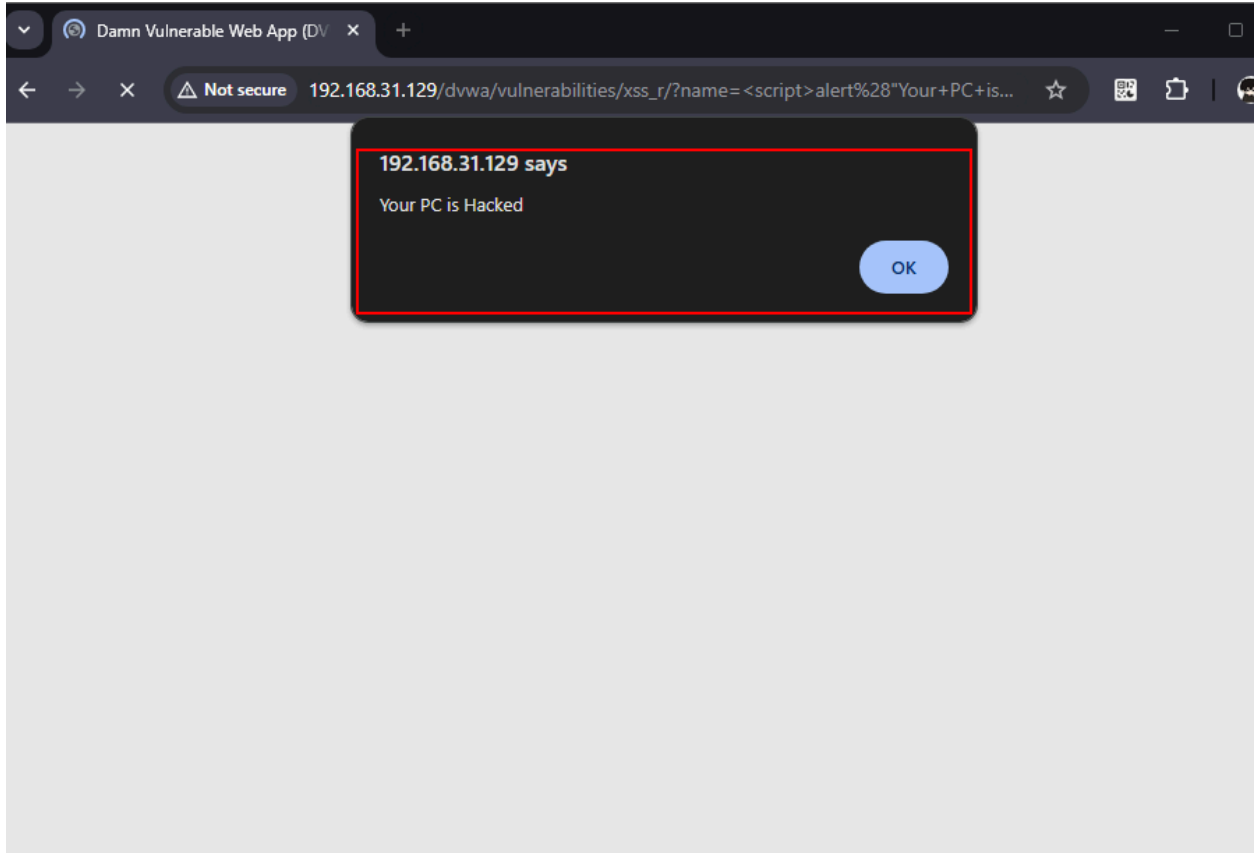 Damn Vulnerable Web App (DV
Not secure 192.168.31.129/dvwa/vulnerabilities/xss_r/?name=<script>alert%28"Your+PC+is...
192.168.31.129 says
Your PC is Hacked
OK